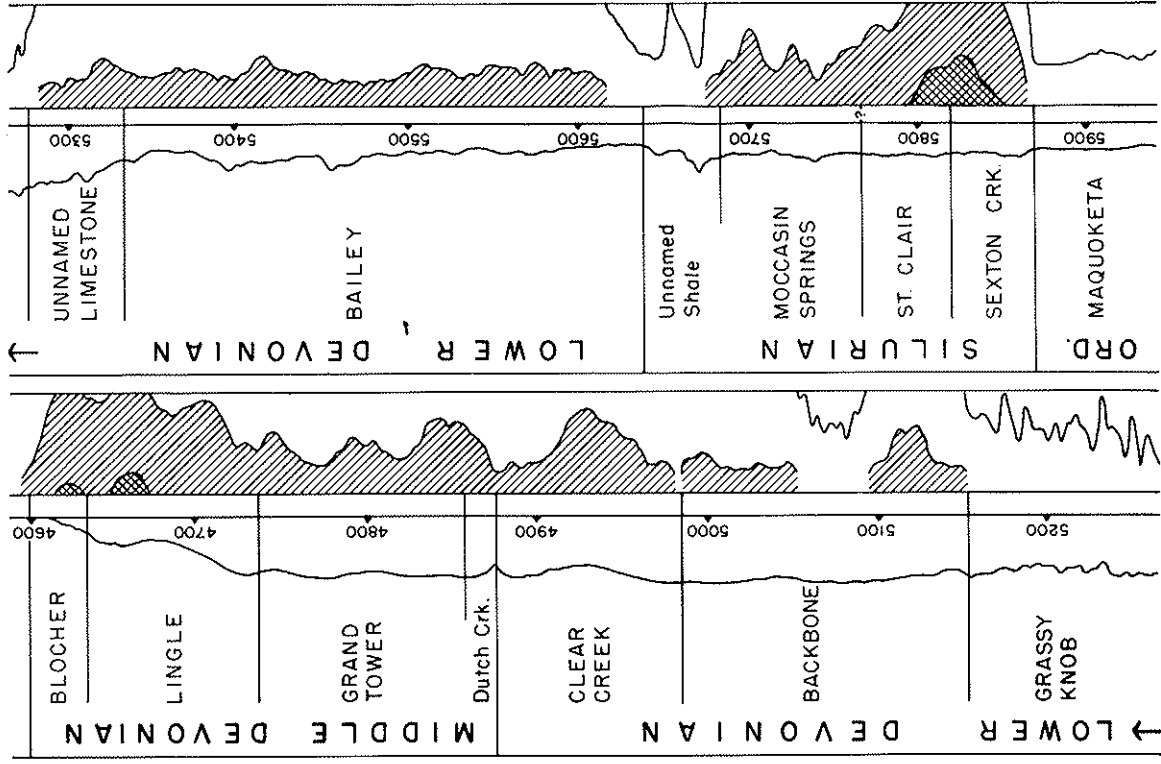 5300
5400
5500
5600
5700
5800
5900
?
UNNAMED
LIMESTONE
BAILEY
Unnamed
Shale
MOCCASIN
SPRINGS
ST. CLAIR
SEXTON CRK.
MAQUOKETA
LOWER DEVONIAN
SILURIAN
ORD.
4600
4700
4800
4900
5000
5100
5200
BLOCHER
LINGLE
GRAND
TOWER
Dutch Crk.
CLEAR
CREEK
BACKBONE
GRASSY
KNOB
MIDDLE DEVONIAN
LOWER DEVONIAN